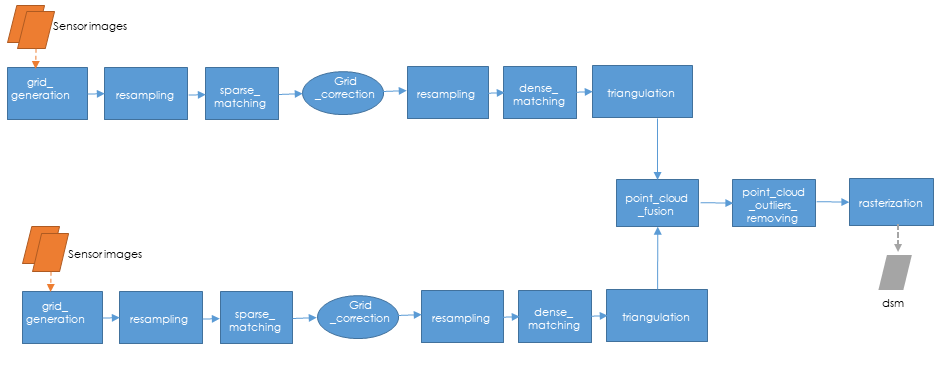 Sensor images
grid_
generation
resampling
sparse_
matching
Grid
_correction
resampling
dense_
matching
triangulation
point_cloud
_fusion
point_cloud
_outliers_
removing
rasterization
dsm
Sensor images
grid_
generation
resampling
sparse_
matching
Grid
_correction
resampling
dense_
matching
triangulation